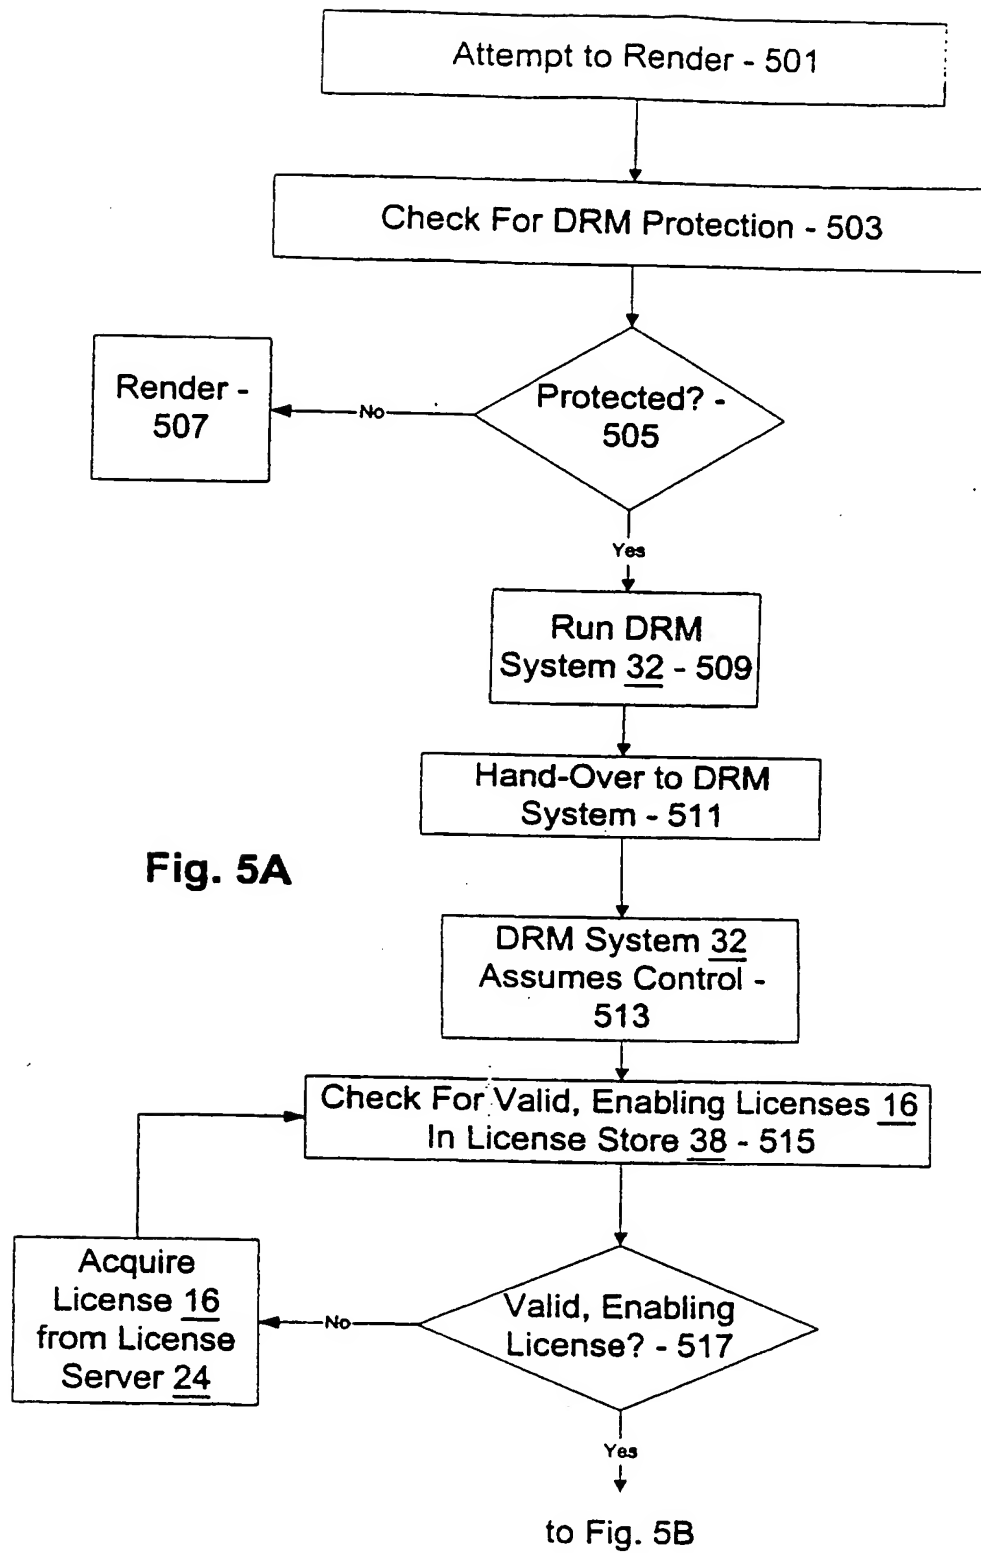 Attempt to Render - 501
Check For DRM Protection - 503
Render -
507
No
Protected? -
505
Yes
Run DRM
System 32 - 509
Hand-Over to DRM
System - 511
Fig. 5A
DRM System 32
Assumes Control -
513
Check For Valid, Enabling Licenses 16
In License Store 38 - 515
Acquire
License 16
from License
Server 24
No
Valid, Enabling
License? - 517
Yes
to Fig. 5B